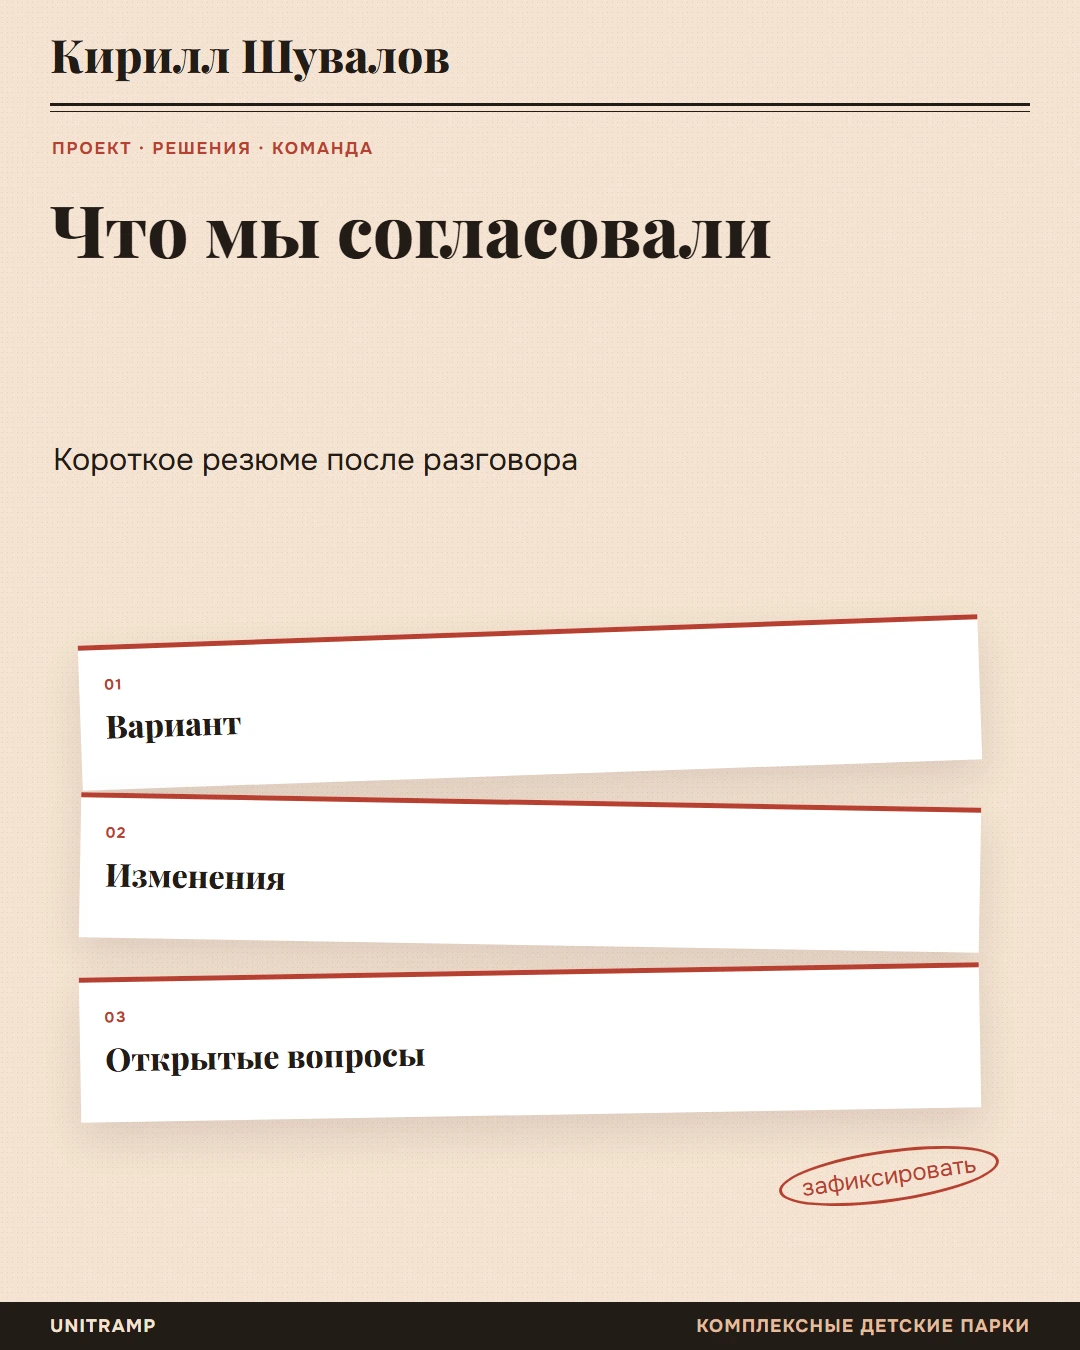 Кирилл Шувалов
ПРОЕКТ · РЕШЕНИЯ · КОМАНДА
Что мы согласовали
Короткое резюме после разговора
01
Вариант
02
Изменения
03
Открытые вопросы
зафиксировать
UNITRAMP
КОМПЛЕКСНЫЕ ДЕТСКИЕ ПАРКИ